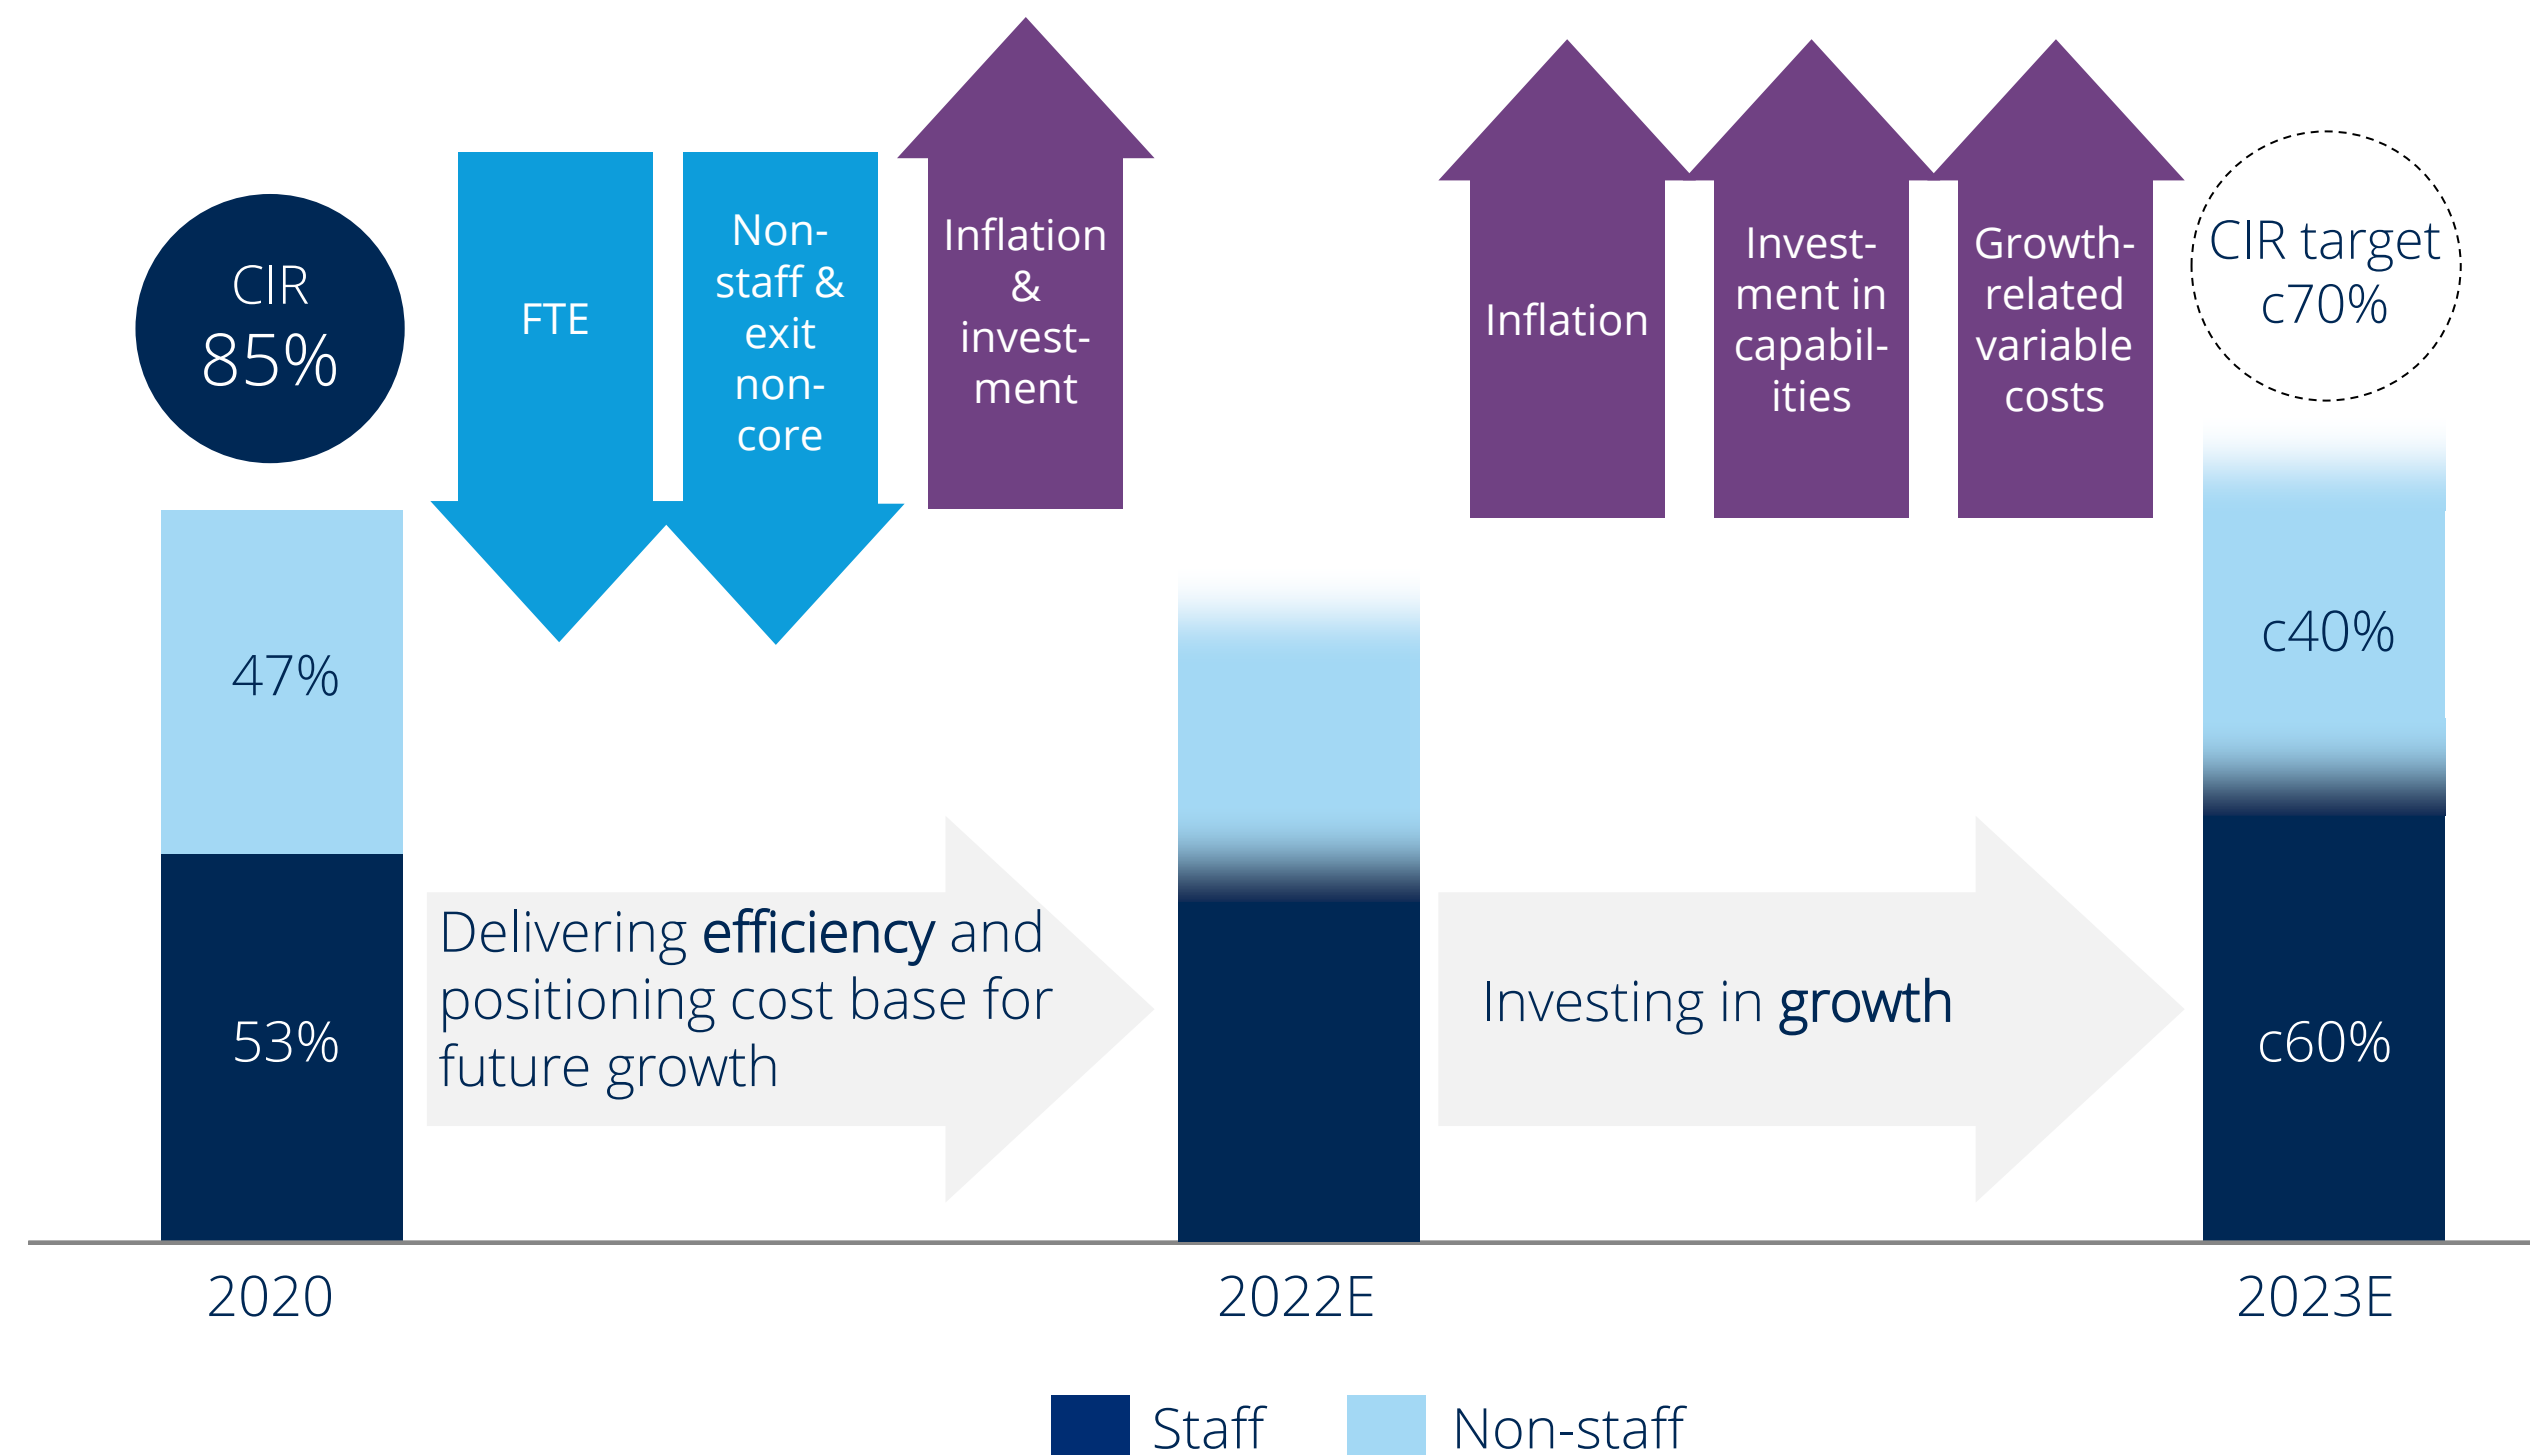 CIR
85%
FTE
Non-
staff &
exit
non-
core
Inflation
&
invest-
ment
Inflation
Invest-
ment in
capabil-
ities
Growth-
related
variable
costs
CIR target
c70%
47%
53%
Delivering efficiency and
positioning cost base for
future growth
Investing in growth
c40%
c60%
2020
2022E
2023E
Staff
Non-staff